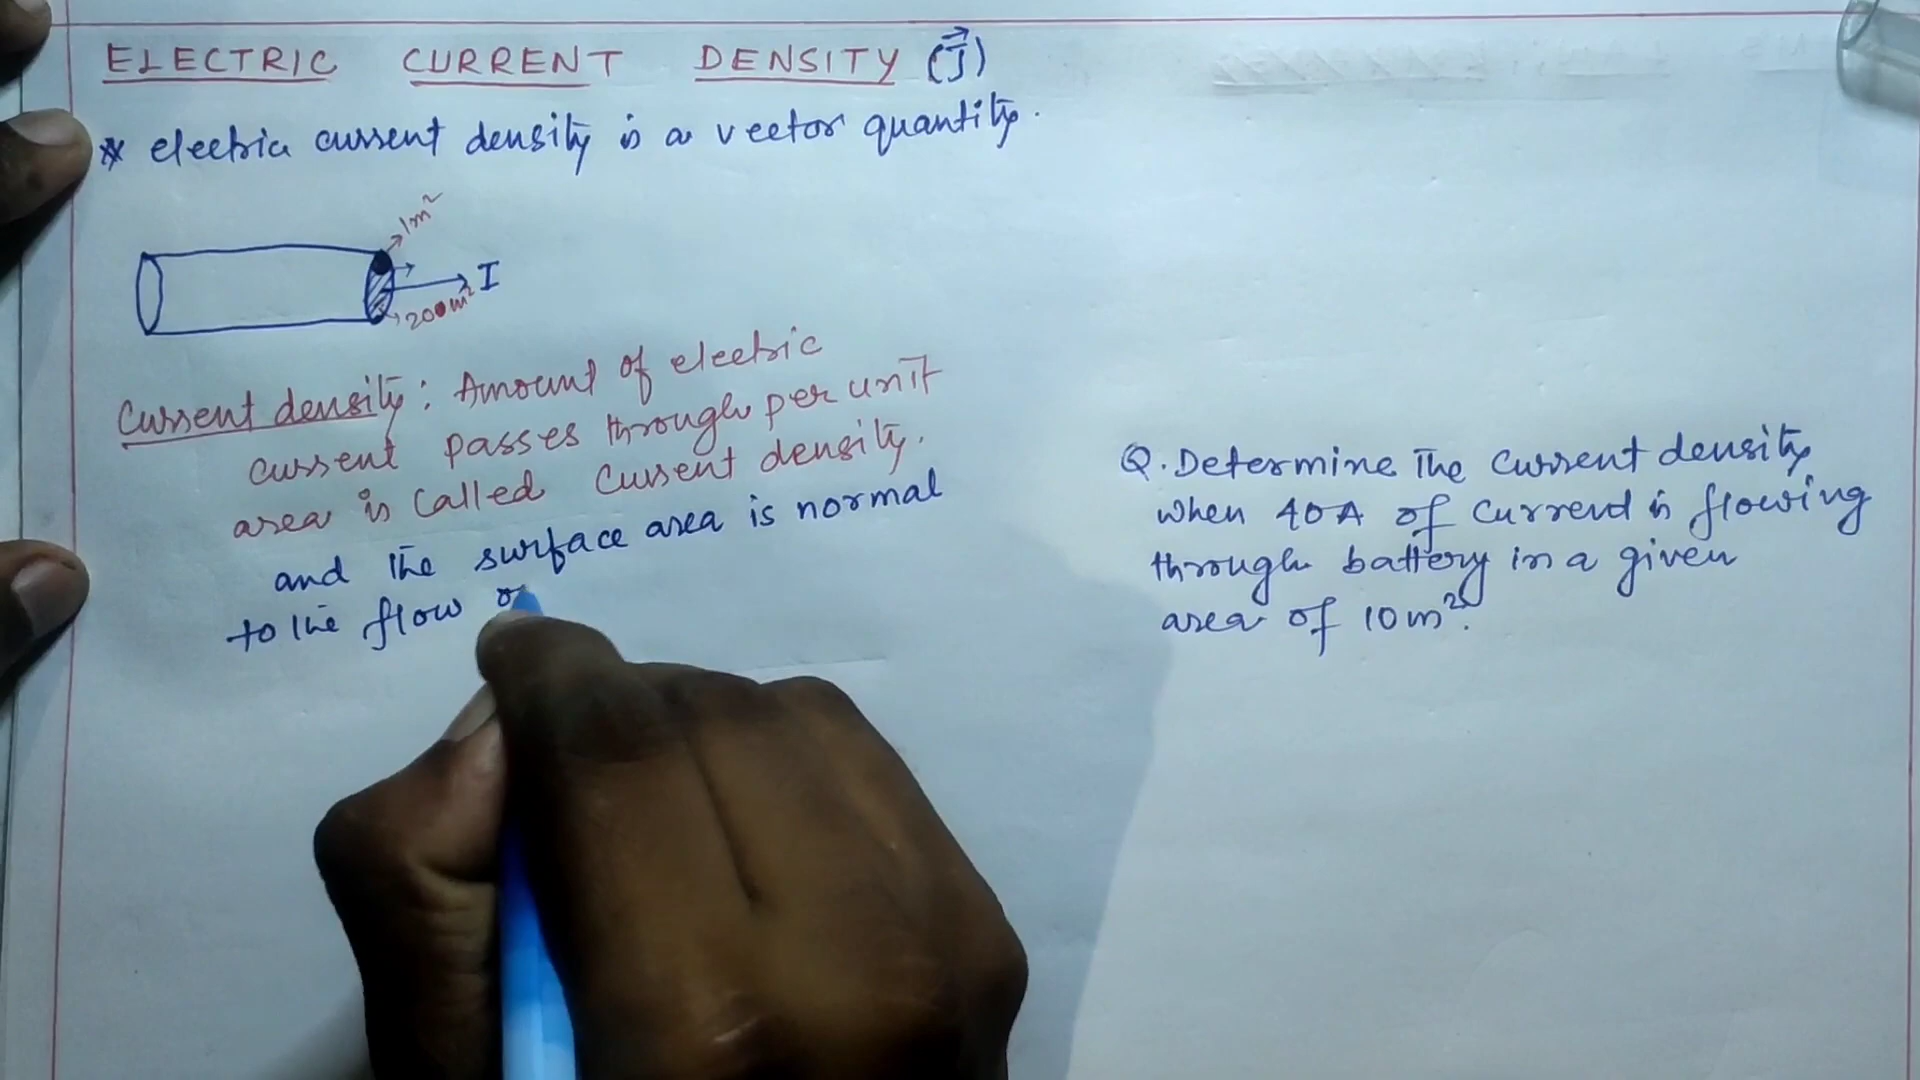 ELECTRIC CURRENT DENSITY (J⃗)
* electric current density is a vector quantity.
1m²
I
200m²
Current density: Amount of electric
current passes through per unit
area is called current density.
and the surface area is normal
to the flow o
Q. Determine the current density
when 40A of current is flowing
through battery in a given
area of 10m².